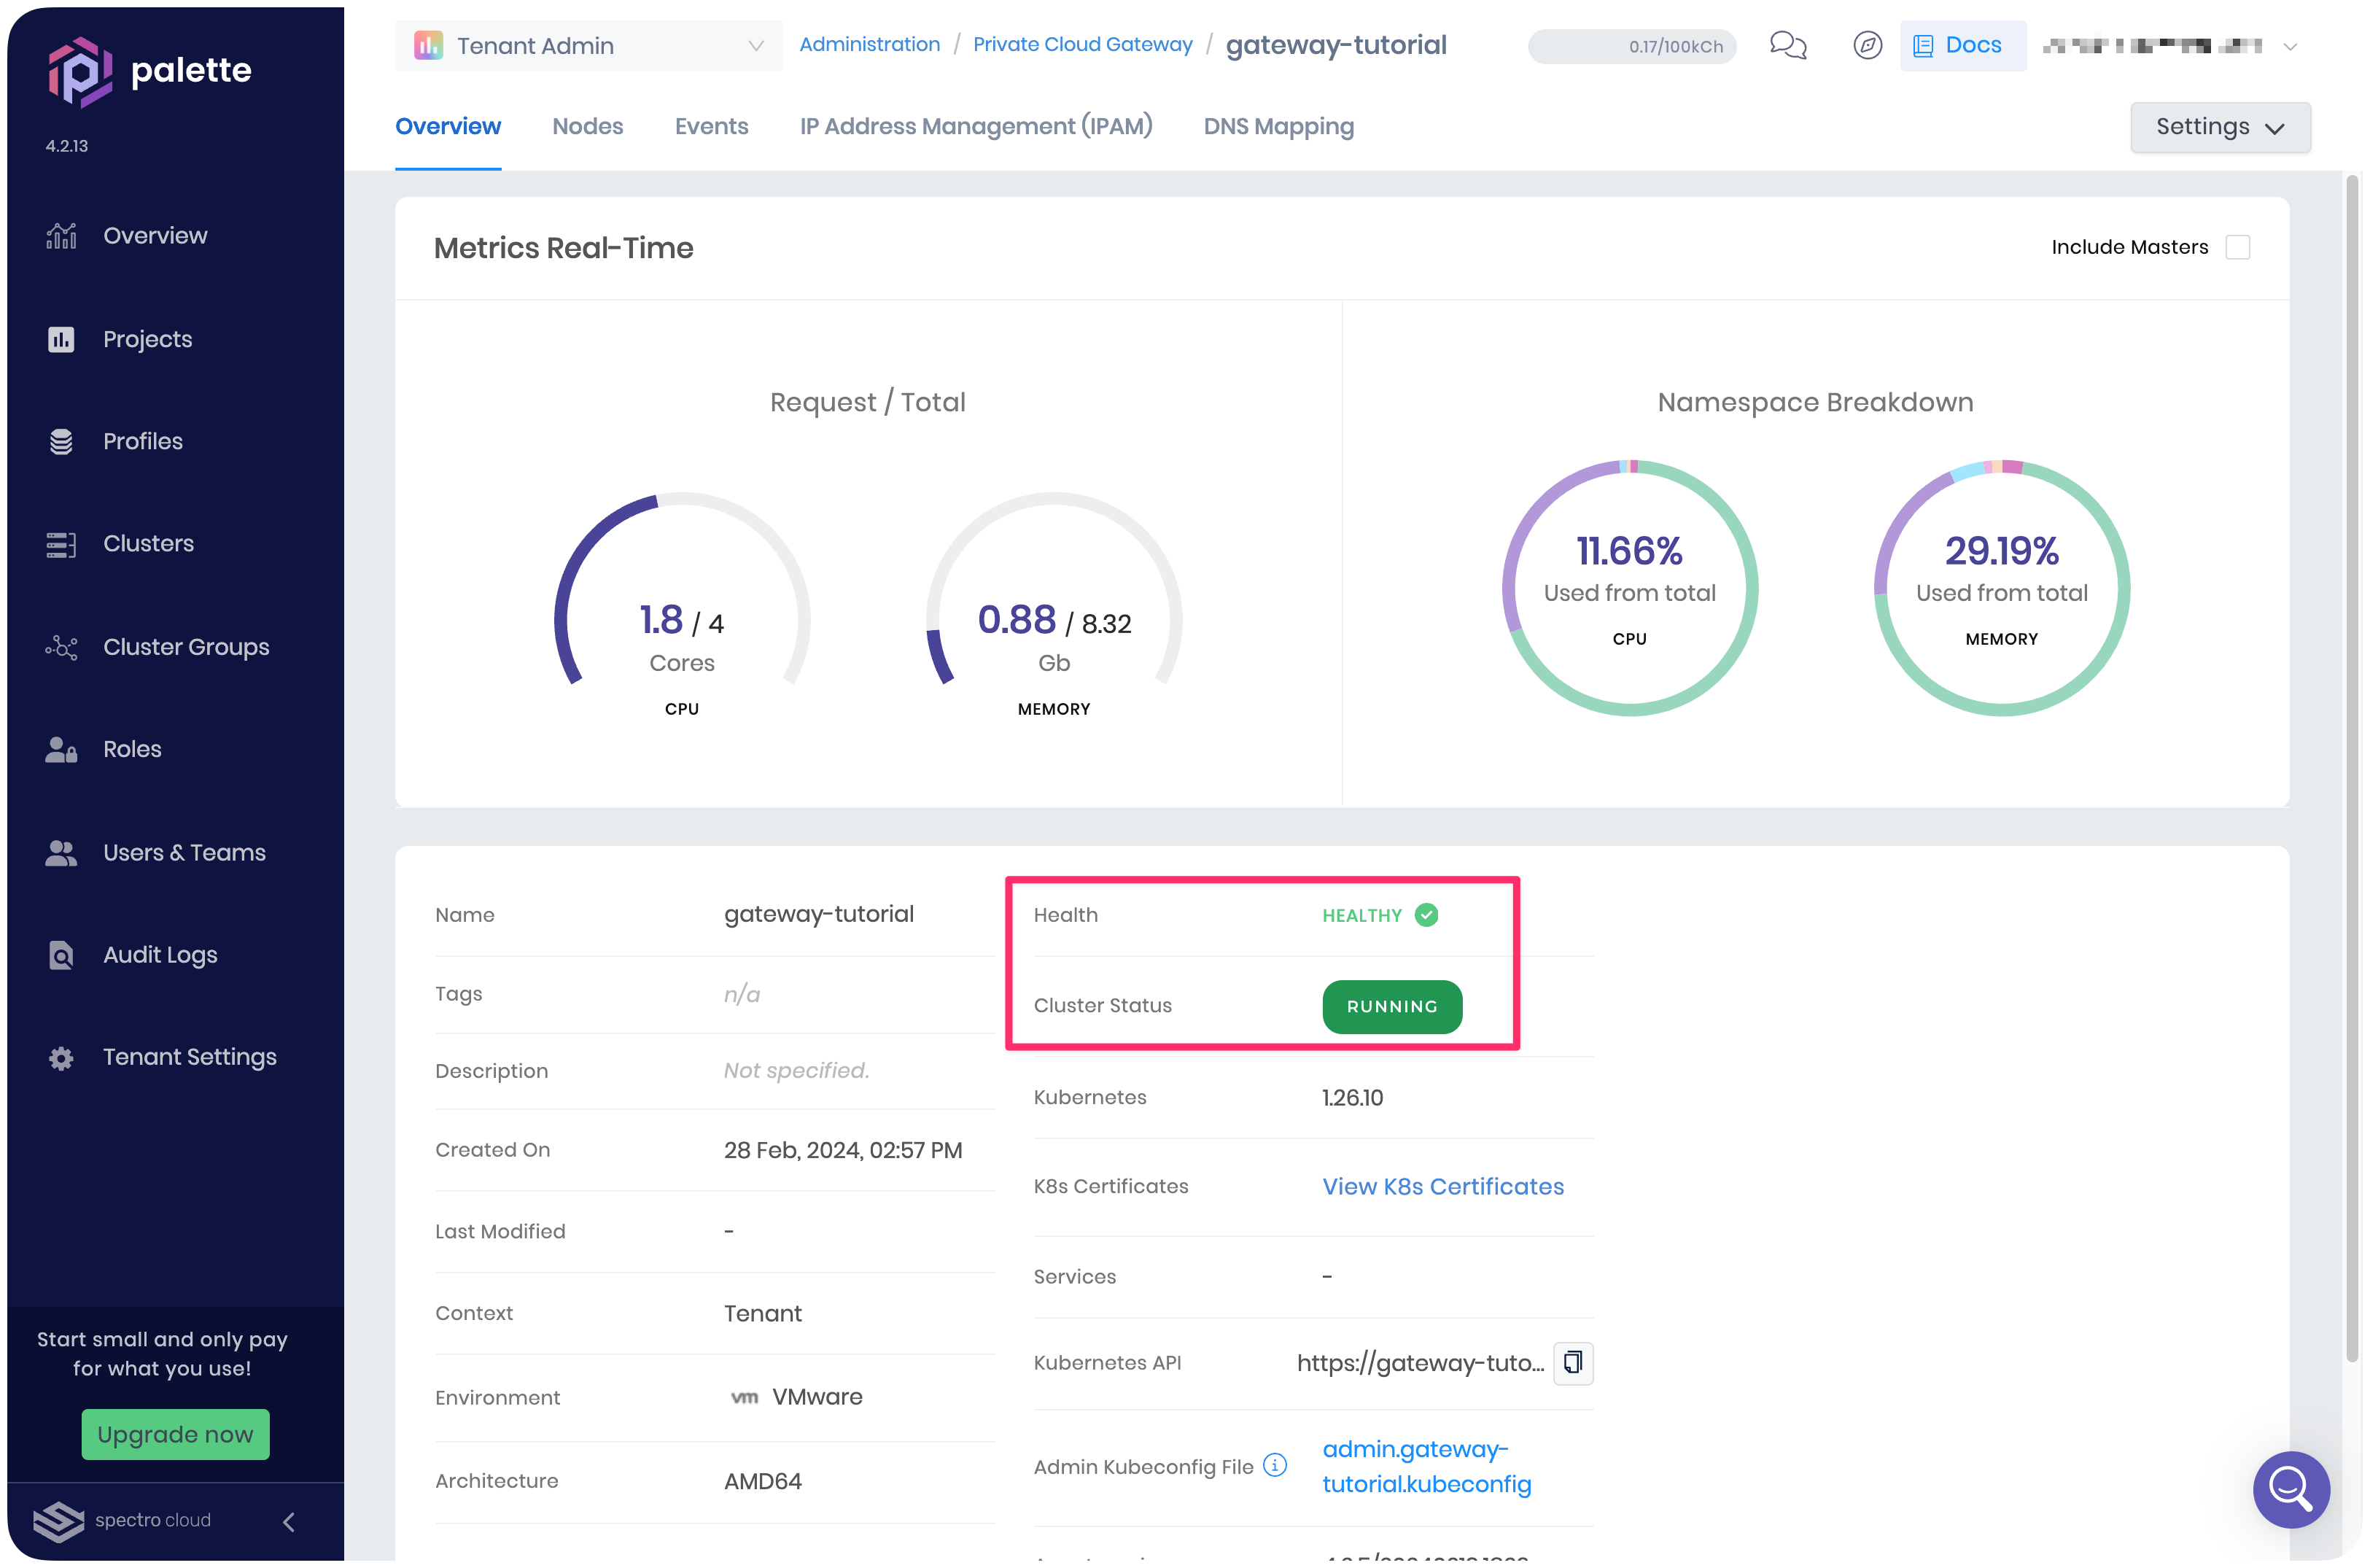 palette
4.2.13
Overview
Projects
Profiles
Clusters
Cluster Groups
Roles
Users & Teams
Audit Logs
Tenant Settings
Start small and only pay
for what you use!
Upgrade now
spectro cloud
Tenant Admin
Administration / Private Cloud Gateway / gateway-tutorial
0.17/100kCh
Docs
Overview
Nodes
Events
IP Address Management (IPAM)
DNS Mapping
Settings
Metrics Real-Time
Include Masters
Request / Total
1.8 / 4
Cores
CPU
0.88 / 8.32
Gb
MEMORY
Namespace Breakdown
11.66%
Used from total
CPU
29.19%
Used from total
MEMORY
Name gateway-tutorial
Tags n/a
Description Not specified.
Created On 28 Feb, 2024, 02:57 PM
Last Modified -
Context Tenant
Environment vm VMware
Architecture AMD64
Health HEALTHY
Cluster Status RUNNING
Kubernetes 1.26.10
K8s Certificates View K8s Certificates
Services -
Kubernetes API https://gateway-tuto...
Admin Kubeconfig File admin.gateway-
tutorial.kubeconfig